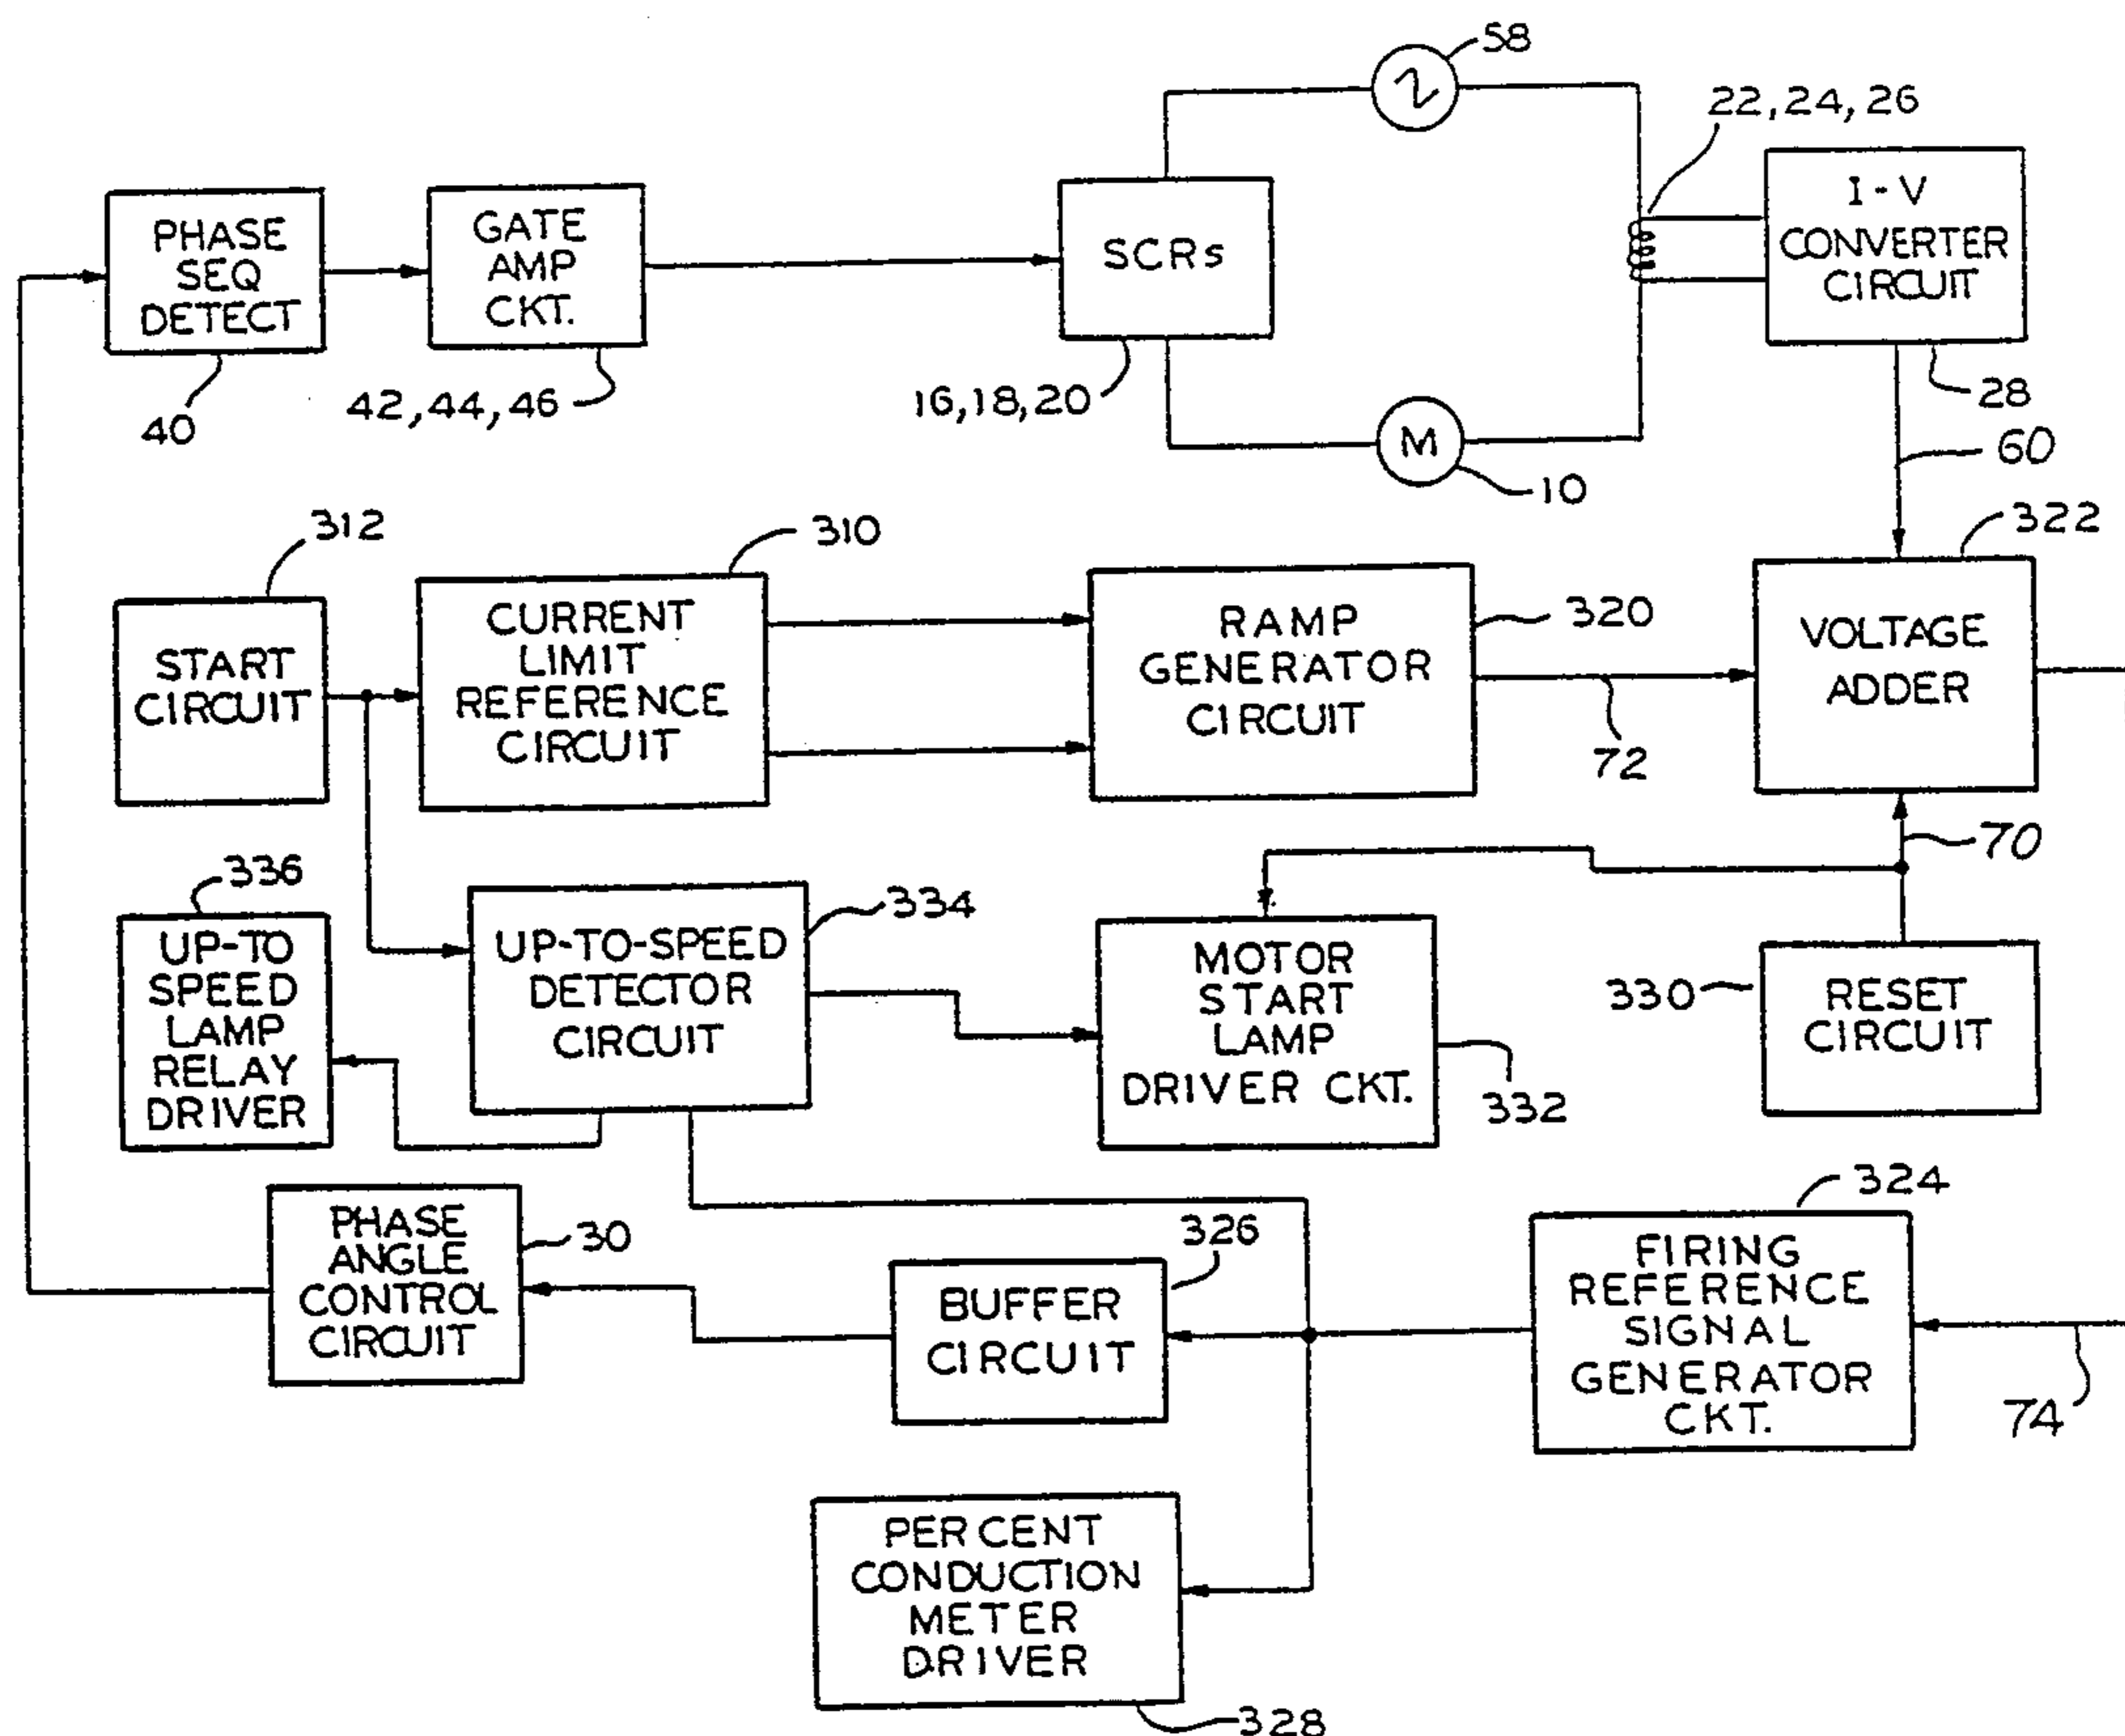 58
22, 24, 26
PHASE
SEQ
DETECT
40
GATE
AMP
CKT.
42, 44, 46
SCRs
16, 18, 20
M
10
I-V
CONVERTER
CIRCUIT
28
60
312
START
CIRCUIT
310
CURRENT
LIMIT
REFERENCE
CIRCUIT
RAMP
GENERATOR
CIRCUIT
320
72
322
VOLTAGE
ADDER
70
336
UP-TO
SPEED
LAMP
RELAY
DRIVER
334
UP-TO-SPEED
DETECTOR
CIRCUIT
MOTOR
START
LAMP
DRIVER CKT.
332
330
RESET
CIRCUIT
PHASE
ANGLE
CONTROL
CIRCUIT
30
326
BUFFER
CIRCUIT
324
FIRING
REFERENCE
SIGNAL
GENERATOR
CKT.
74
PERCENT
CONDUCTION
METER
DRIVER
328